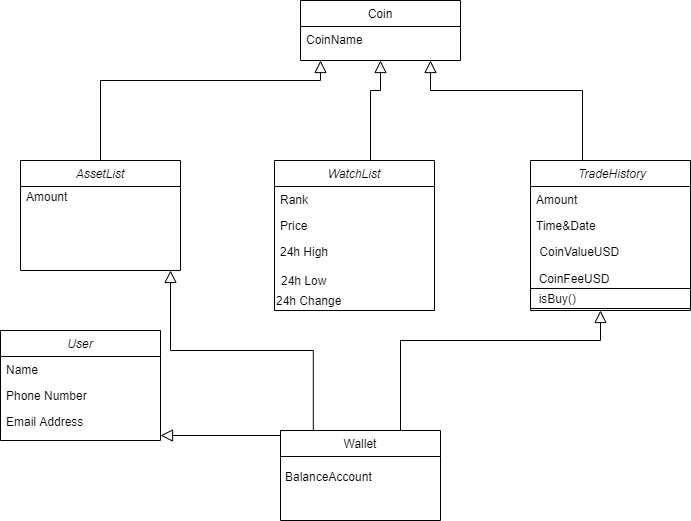 Coin
CoinName
AssetList
Amount
WatchList
Rank
Price
24h High
24h Low
24h Change
TradeHistory
Amount
Time&Date
CoinValueUSD
CoinFeeUSD
isBuy()
User
Name
Phone Number
Email Address
Wallet
BalanceAccount